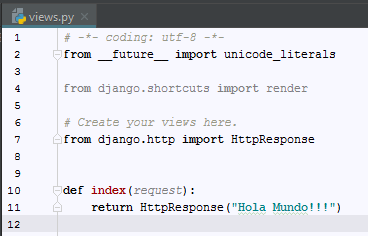 views.py
1 # -*- coding: utf-8 -*-
2 from __future__ import unicode_literals
3
4 from django.shortcuts import render
5
6 # Create your views here.
7 from django.http import HttpResponse
8
9
10 def index(request):
11     return HttpResponse("Hola Mundo!!!")
12